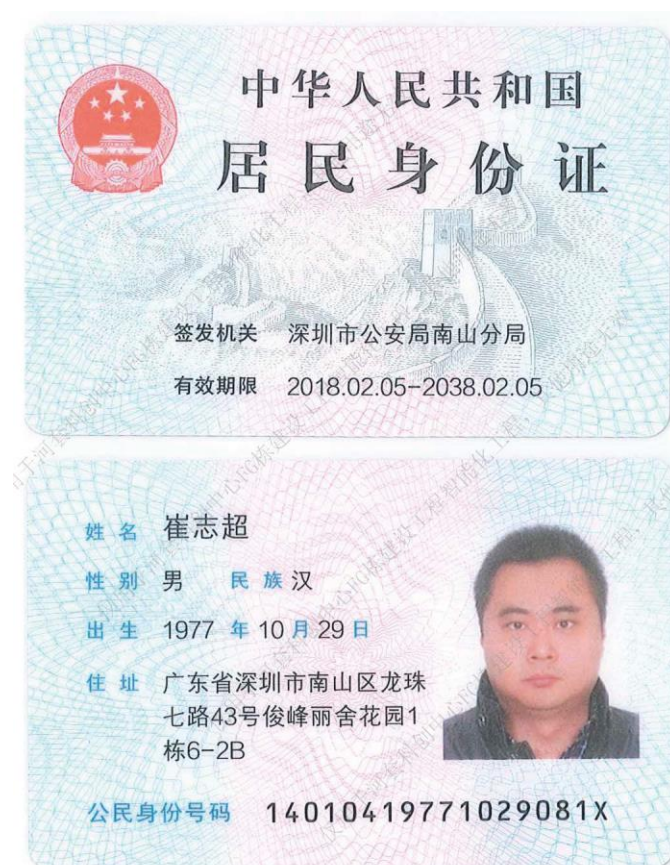 中华人民共和国
居民身份证
签发机关 深圳市公安局南山分局
有效期限 2018.02.05-2038.02.05
姓名 崔志超
性别 男 民族 汉
出生 1977 年 10 月 29 日
住址 广东省深圳市南山区龙珠
七路43号俊峰丽舍花园1
栋6-2B
公民身份号码 14010419771029081X